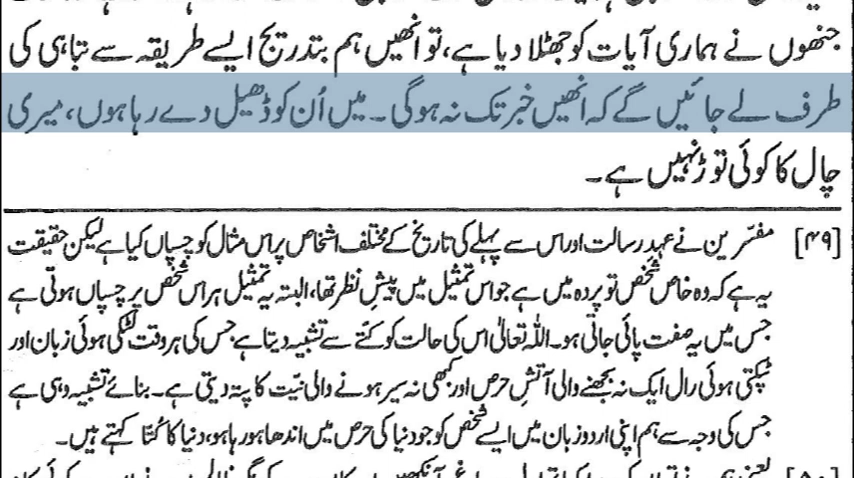 جنھوں نے ہماری آیات کو جھٹلا دیا ہے، تو انھیں ہم بتدریج ایسے طریقہ سے تباہی کی
طرف لے جائیں گے کہ انھیں خبر تک نہ ہوگی۔ میں اُن کو ڈھیل دے رہا ہوں، میری
چال کا کوئی توڑ نہیں ہے۔
[۴۹] مفسّرین نے عہدِ رسالت اور اس سے پہلے کی تاریخ کے مختلف اشخاص پر اس مثال کو چسپاں کیا ہے لیکن حقیقت
یہ ہے کہ وہ خاص شخص تو پردہ میں ہے جو اس تمثیل میں پیشِ نظر تھا، البتہ یہ تمثیل ہر اس شخص پر چسپاں ہوتی ہے
جس میں یہ صفت پائی جاتی ہو۔ اللہ تعالیٰ اس کی حالت کو کتّے سے تشبیہ دیتا ہے جس کی ہر وقت لٹکی ہوئی زبان اور
ٹپکتی ہوئی رال ایک نہ بجھنے والی آتشِ حرص اور کبھی نہ سیر ہونے والی نیّت کا پتہ دیتی ہے۔ بنائے تشبیہ وہی ہے
جس کی وجہ سے ہم اپنی اردو زبان میں ایسے شخص کو جو دنیا کی حرص میں اندھا ہو رہا ہو، دنیا کا کُتّا کہتے ہیں۔